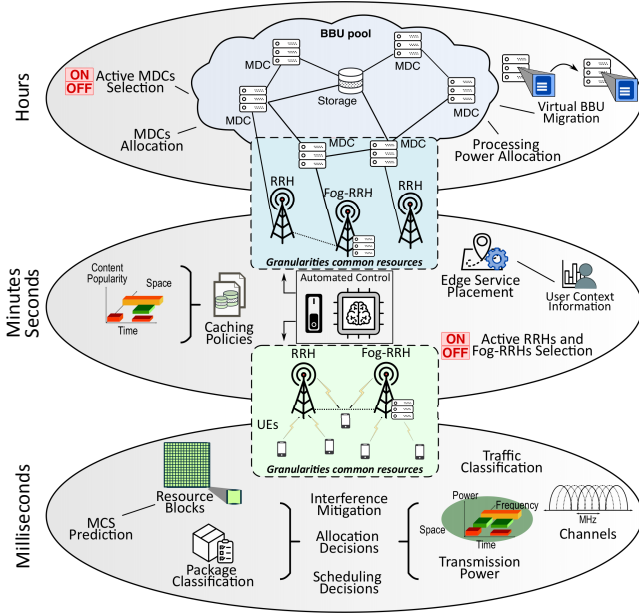 Hours
BBU pool
MDC
MDC
Storage
MDC
MDC
MDC
MDC
ON
OFF
Active MDCs
Selection
MDCs
Allocation
Virtual BBU
Migration
Processing
Power Allocation
RRH
Fog-RRH
RRH
Granularities common resources
Minutes
Seconds
Content
Popularity
Space
Time
Caching
Policies
Automated Control
Edge Service
Placement
User Context
Information
ON
OFF
Active RRHs and
Fog-RRHs Selection
RRH
Fog-RRH
UEs
Granularities common resources
Milliseconds
MCS
Prediction
Resource
Blocks
Package
Classification
Interference
Mitigation
Allocation
Decisions
Scheduling
Decisions
Traffic
Classification
Power
Frequency
Space
Time
Transmission
Power
MHz
Channels